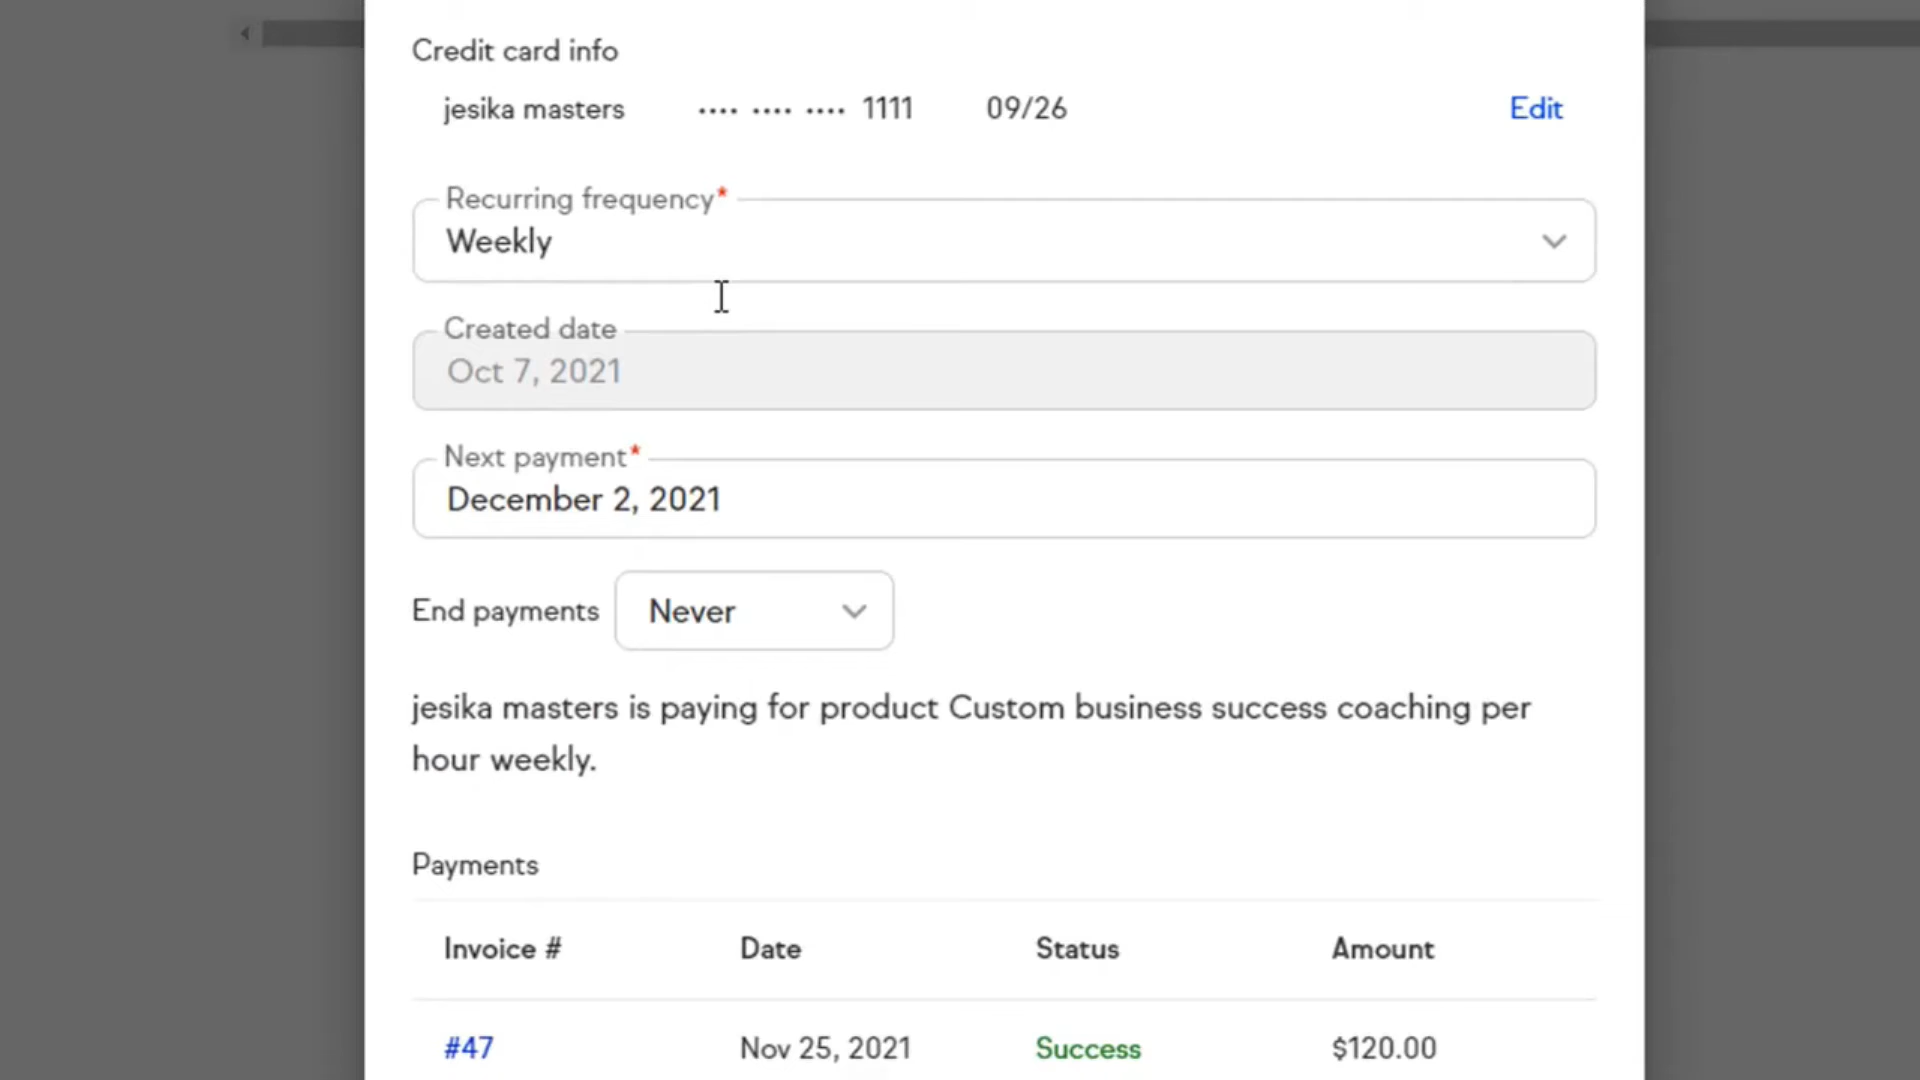 Credit card info
jesika masters •••• •••• •••• 1111 09/26 Edit
Recurring frequency*
Weekly
Created date
Oct 7, 2021
Next payment*
December 2, 2021
End payments Never
jesika masters is paying for product Custom business success coaching per
hour weekly.
Payments
Invoice # Date Status Amount
#47 Nov 25, 2021 Success $120.00